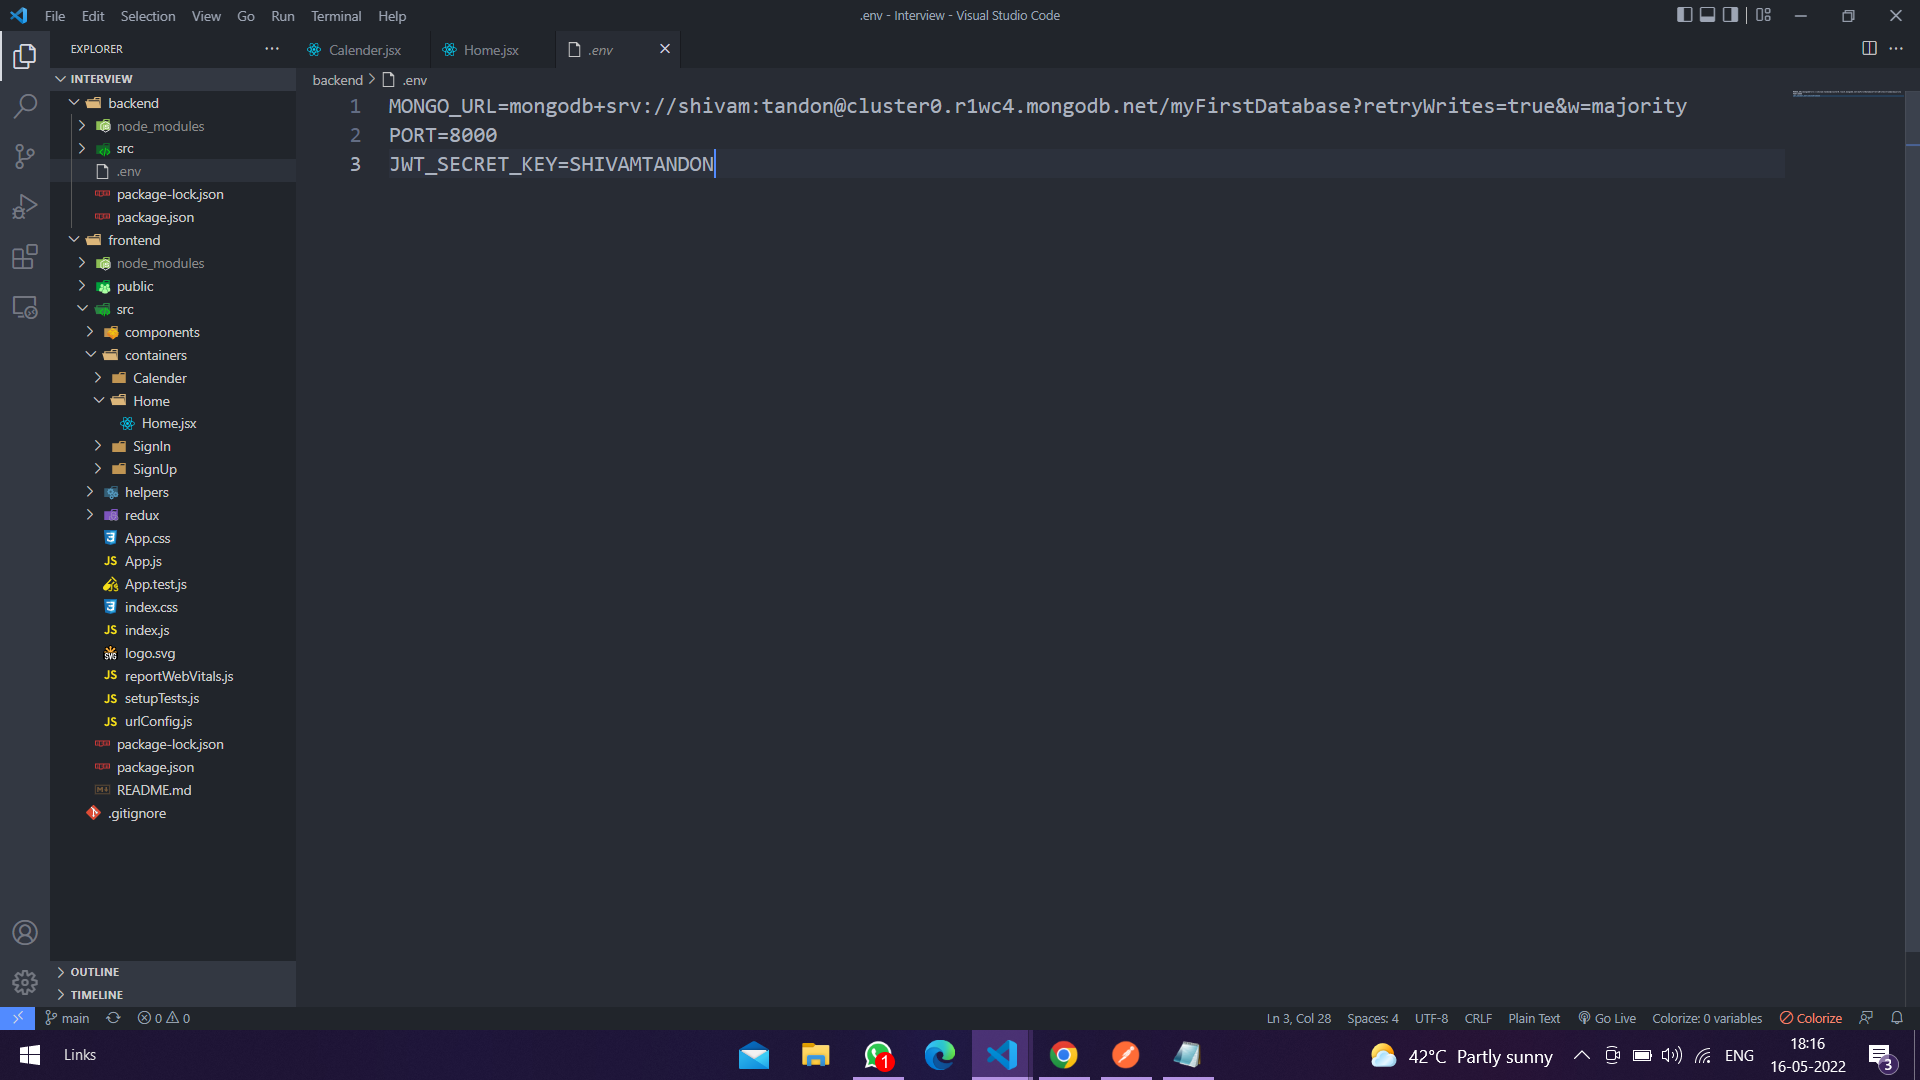 File Edit Selection View Go Run Terminal Help
.env - Interview - Visual Studio Code
EXPLORER
Calender.jsx
Home.jsx
.env
INTERVIEW
backend > .env
backend
node_modules
src
.env
package-lock.json
package.json
frontend
node_modules
public
src
components
containers
Calender
Home
Home.jsx
SignIn
SignUp
helpers
redux
App.css
App.js
App.test.js
index.css
index.js
logo.svg
reportWebVitals.js
setupTests.js
urlConfig.js
package-lock.json
package.json
README.md
.gitignore
OUTLINE
TIMELINE
1 MONGO_URL=mongodb+srv://shivam:tandon@cluster0.r1wc4.mongodb.net/myFirstDatabase?retryWrites=true&w=majority
2 PORT=8000
3 JWT_SECRET_KEY=SHIVAMTANDON
main 0 0
Ln 3, Col 28 Spaces: 4 UTF-8 CRLF Plain Text Go Live Colorize: 0 variables Colorize
Links
1
42°C Partly sunny
ENG
18:16
16-05-2022
3